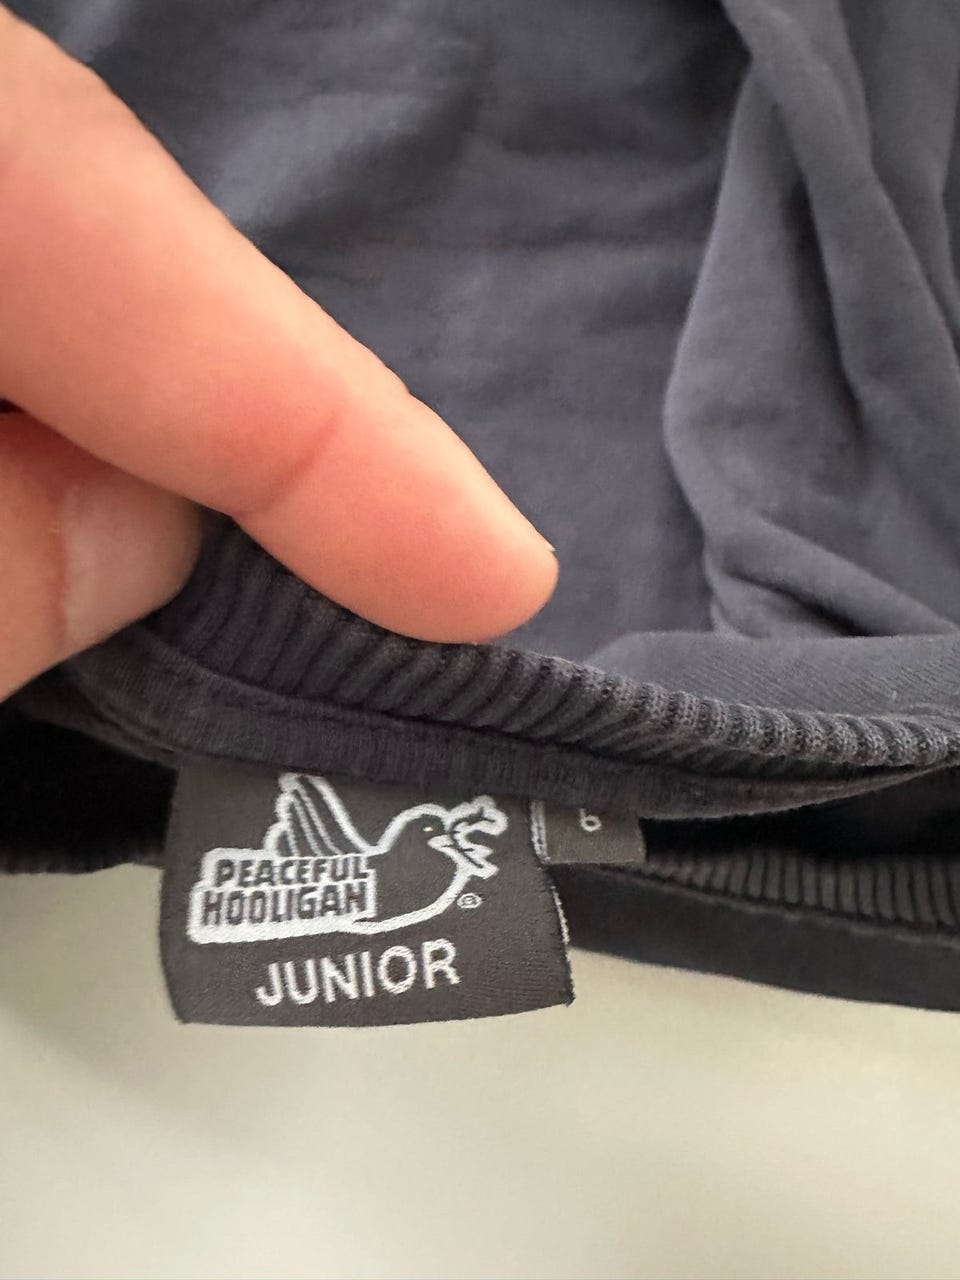 PEACEFUL
HOOLIGAN
®
JUNIOR